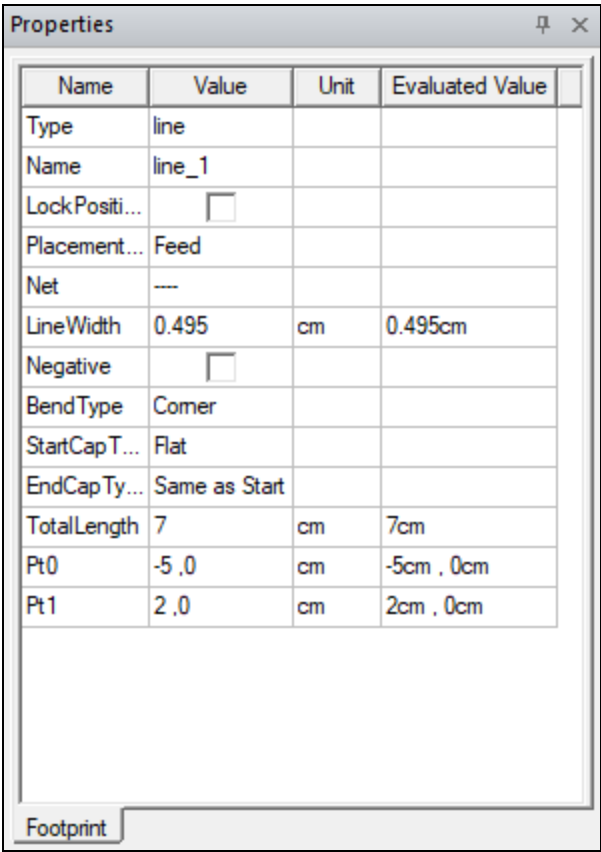 Properties
Name Value Unit Evaluated Value
Type line
Name line_1
LockPositi...
Placement... Feed
Net ----
LineWidth 0.495 cm 0.495cm
Negative
BendType Corner
StartCapT... Flat
EndCapTy... Same as Start
TotalLength 7 cm 7cm
Pt0 -5 ,0 cm -5cm , 0cm
Pt1 2 ,0 cm 2cm , 0cm
Footprint